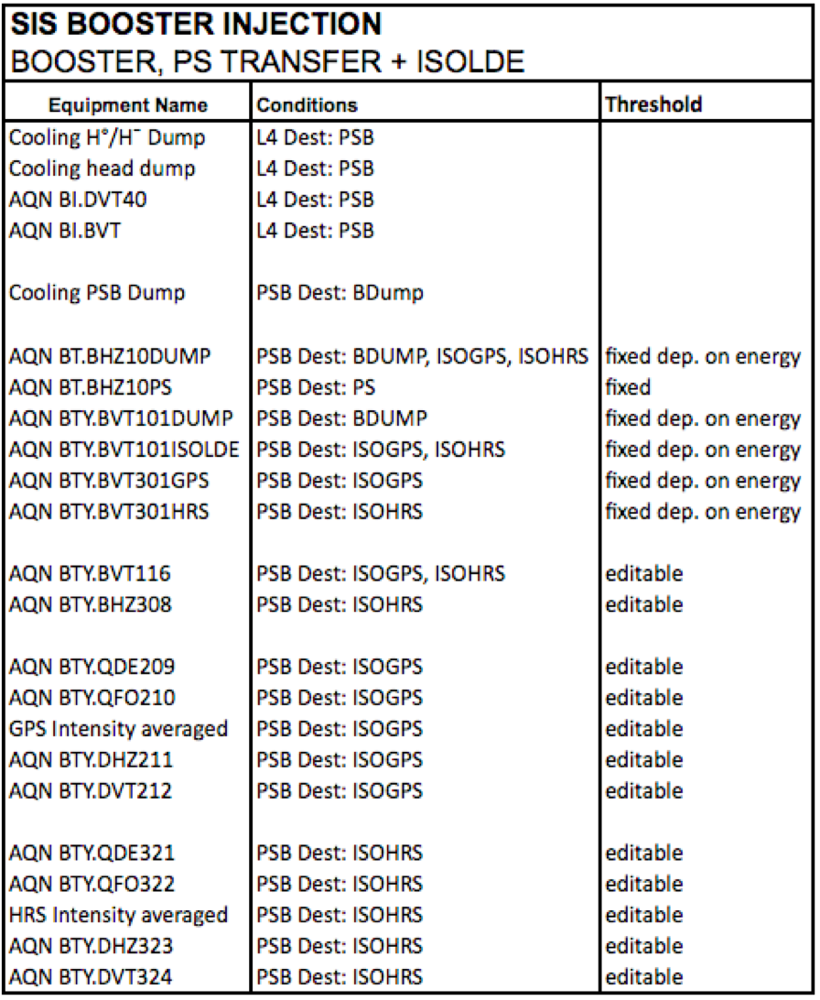 SIS BOOSTER INJECTION
BOOSTER, PS TRANSFER + ISOLDE
Equipment Name Conditions Threshold
Cooling H°/H⁻ Dump L4 Dest: PSB
Cooling head dump L4 Dest: PSB
AQN BI.DVT40 L4 Dest: PSB
AQN BI.BVT L4 Dest: PSB
Cooling PSB Dump PSB Dest: BDump
AQN BT.BHZ10DUMP PSB Dest: BDUMP, ISOGPS, ISOHRS fixed dep. on energy
AQN BT.BHZ10PS PSB Dest: PS fixed
AQN BTY.BVT101DUMP PSB Dest: BDUMP fixed dep. on energy
AQN BTY.BVT101ISOLDE PSB Dest: ISOGPS, ISOHRS fixed dep. on energy
AQN BTY.BVT301GPS PSB Dest: ISOGPS fixed dep. on energy
AQN BTY.BVT301HRS PSB Dest: ISOHRS fixed dep. on energy
AQN BTY.BVT116 PSB Dest: ISOGPS, ISOHRS editable
AQN BTY.BHZ308 PSB Dest: ISOHRS editable
AQN BTY.QDE209 PSB Dest: ISOGPS editable
AQN BTY.QFO210 PSB Dest: ISOGPS editable
GPS Intensity averaged PSB Dest: ISOGPS editable
AQN BTY.DHZ211 PSB Dest: ISOGPS editable
AQN BTY.DVT212 PSB Dest: ISOGPS editable
AQN BTY.QDE321 PSB Dest: ISOHRS editable
AQN BTY.QFO322 PSB Dest: ISOHRS editable
HRS Intensity averaged PSB Dest: ISOHRS editable
AQN BTY.DHZ323 PSB Dest: ISOHRS editable
AQN BTY.DVT324 PSB Dest: ISOHRS editable